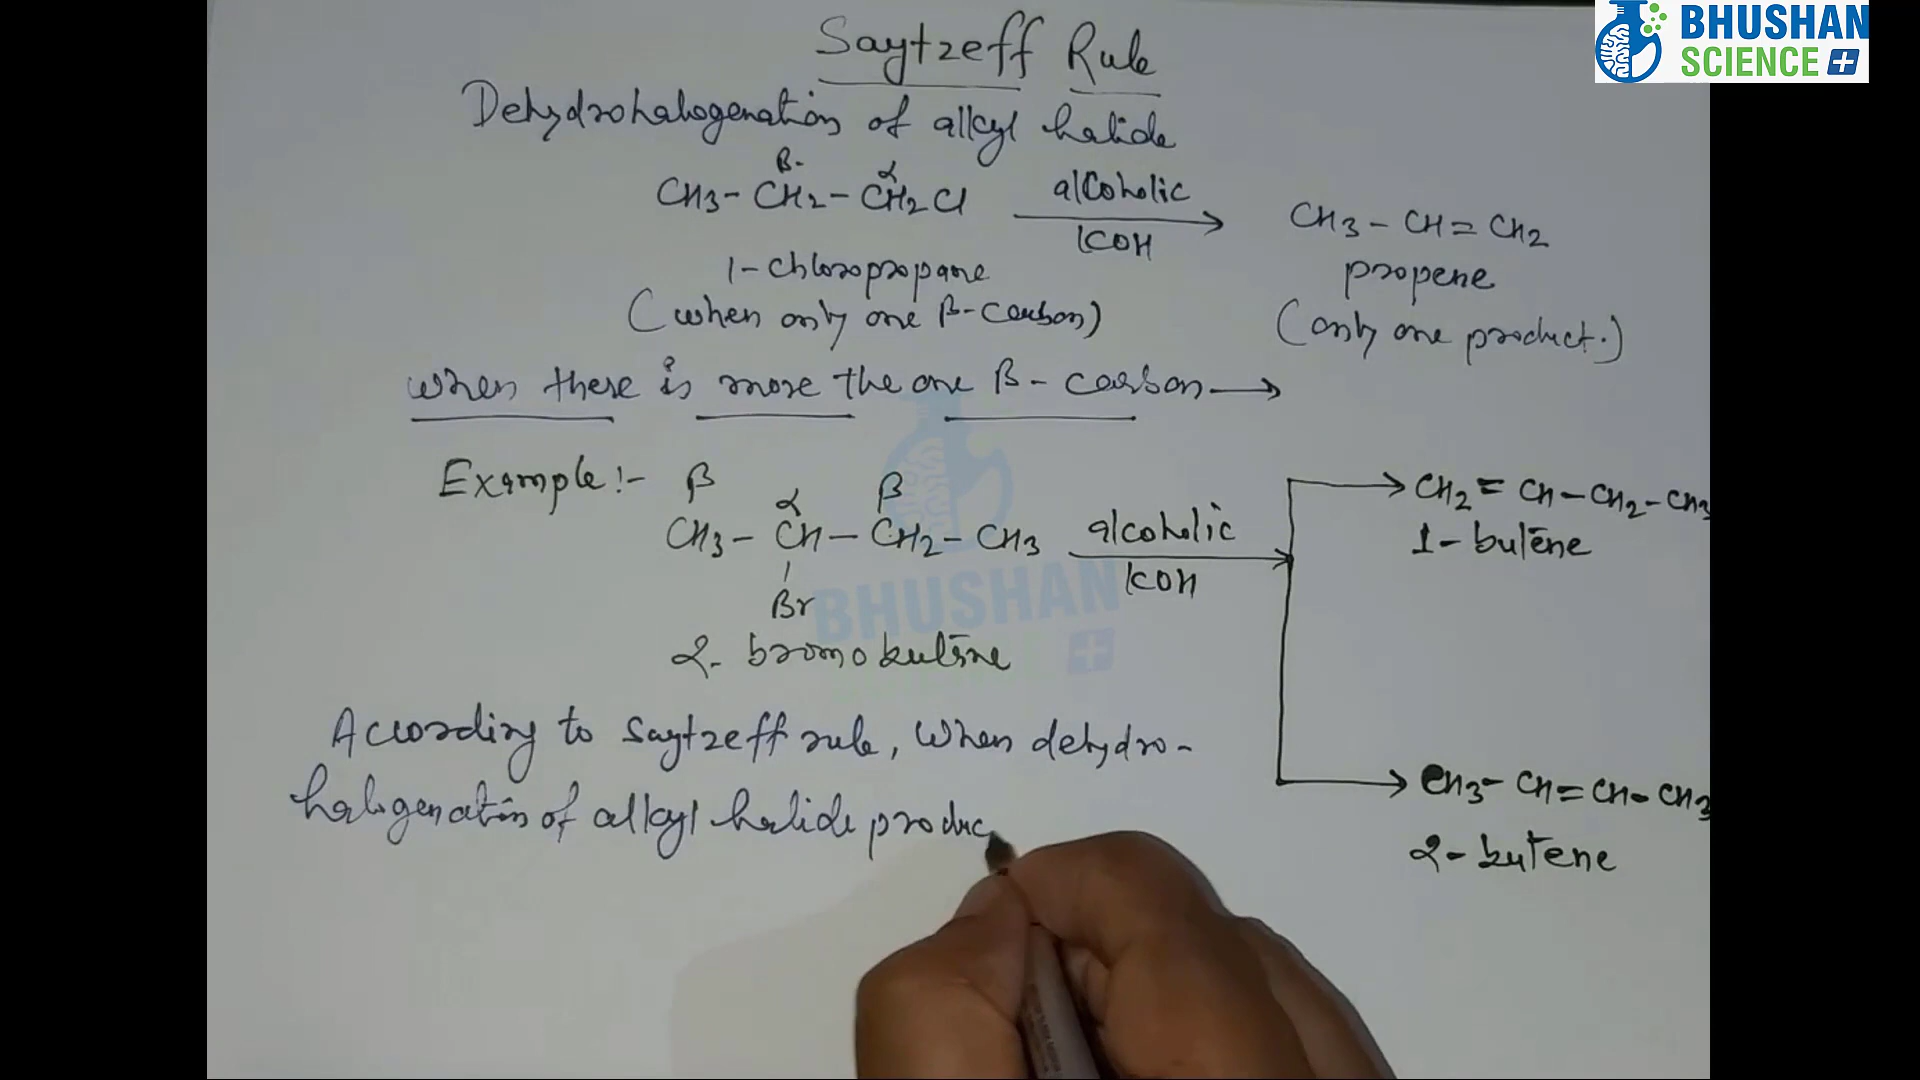 BHUSHAN
SCIENCE +
Saytzeff Rule
Dehydrohalogenation of alkyl halide
β- α
CH3-CH2-CH2Cl alcoholic KOH CH3-CH=CH2
1-chloropropane propene
(when only one β-carbon) (only one product.)
when there is more the one β-carbon→
Example:- β α β
CH3-CH-CH2-CH3 alcoholic KOH
Br
2-bromobutene
CH2=CH-CH2-CH3
1-butene
CH3-CH=CH-CH3
2-butene
According to Saytzeff rule, When dehydro-
halogenation of alkyl halide produc
BHUSHAN
+